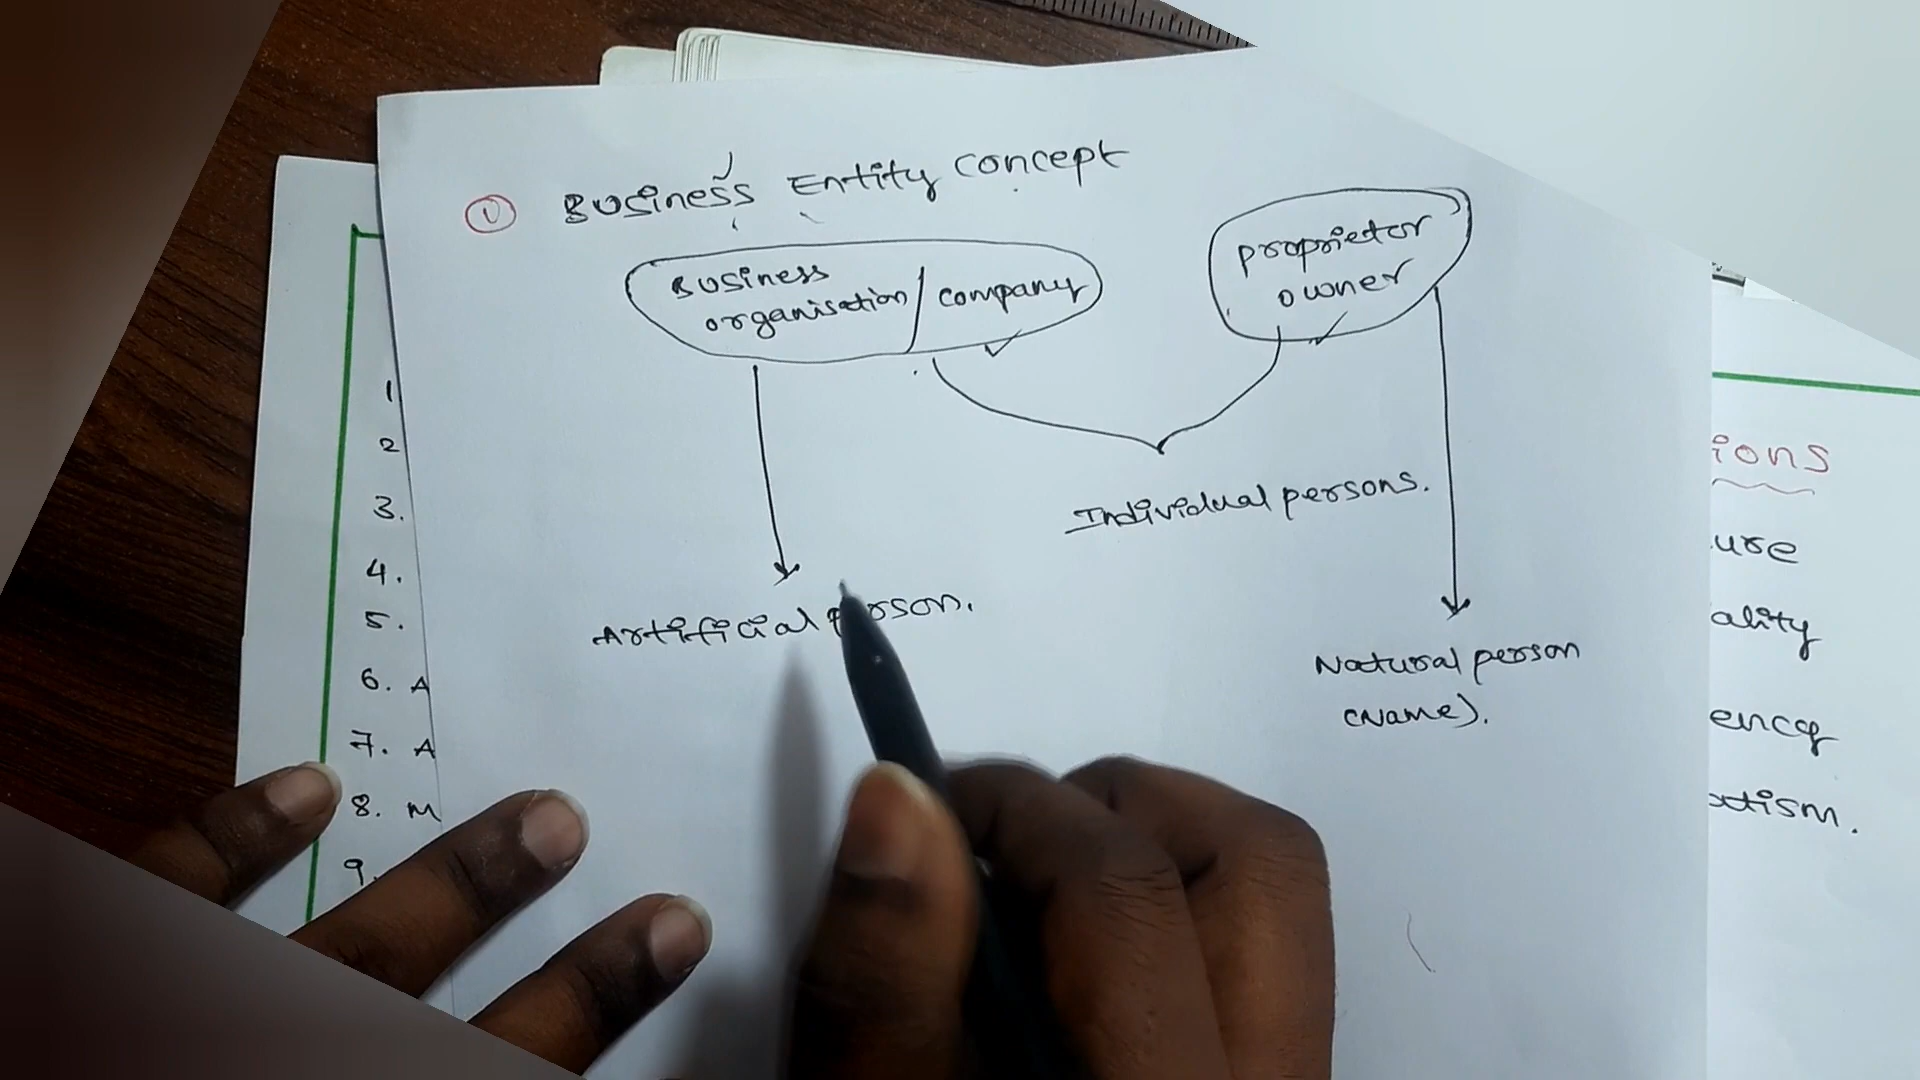 1 Business Entity Concept
Business
organisation / company
proprietor
owner
Individual persons.
Artificial person.
Natural person
(Name).
1
2
3.
4.
5.
6. A
7. A
8. M
9.
ions
ure
ality
ency
tism.